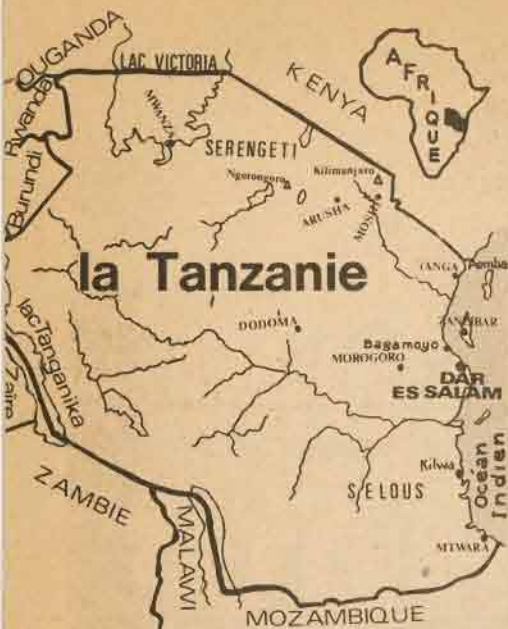 OUGANDA
LAC VICTORIA
KENYA
AFRIQUE
Rwanda
MWANZA
SERENGETI
Burundi
Ngorongoro
Kilimanjaro
ARUSHA
MOSHI
la Tanzanie
TANGA
Pemba
lac Tanganika
DODOMA
ZANZIBAR
Bagamoyo
MOROGORO
DAR
ES SALAM
Zaire
Kilwa
Océan
Indien
SELOUS
ZAMBIE
MALAWI
MTWARA
MOZAMBIQUE